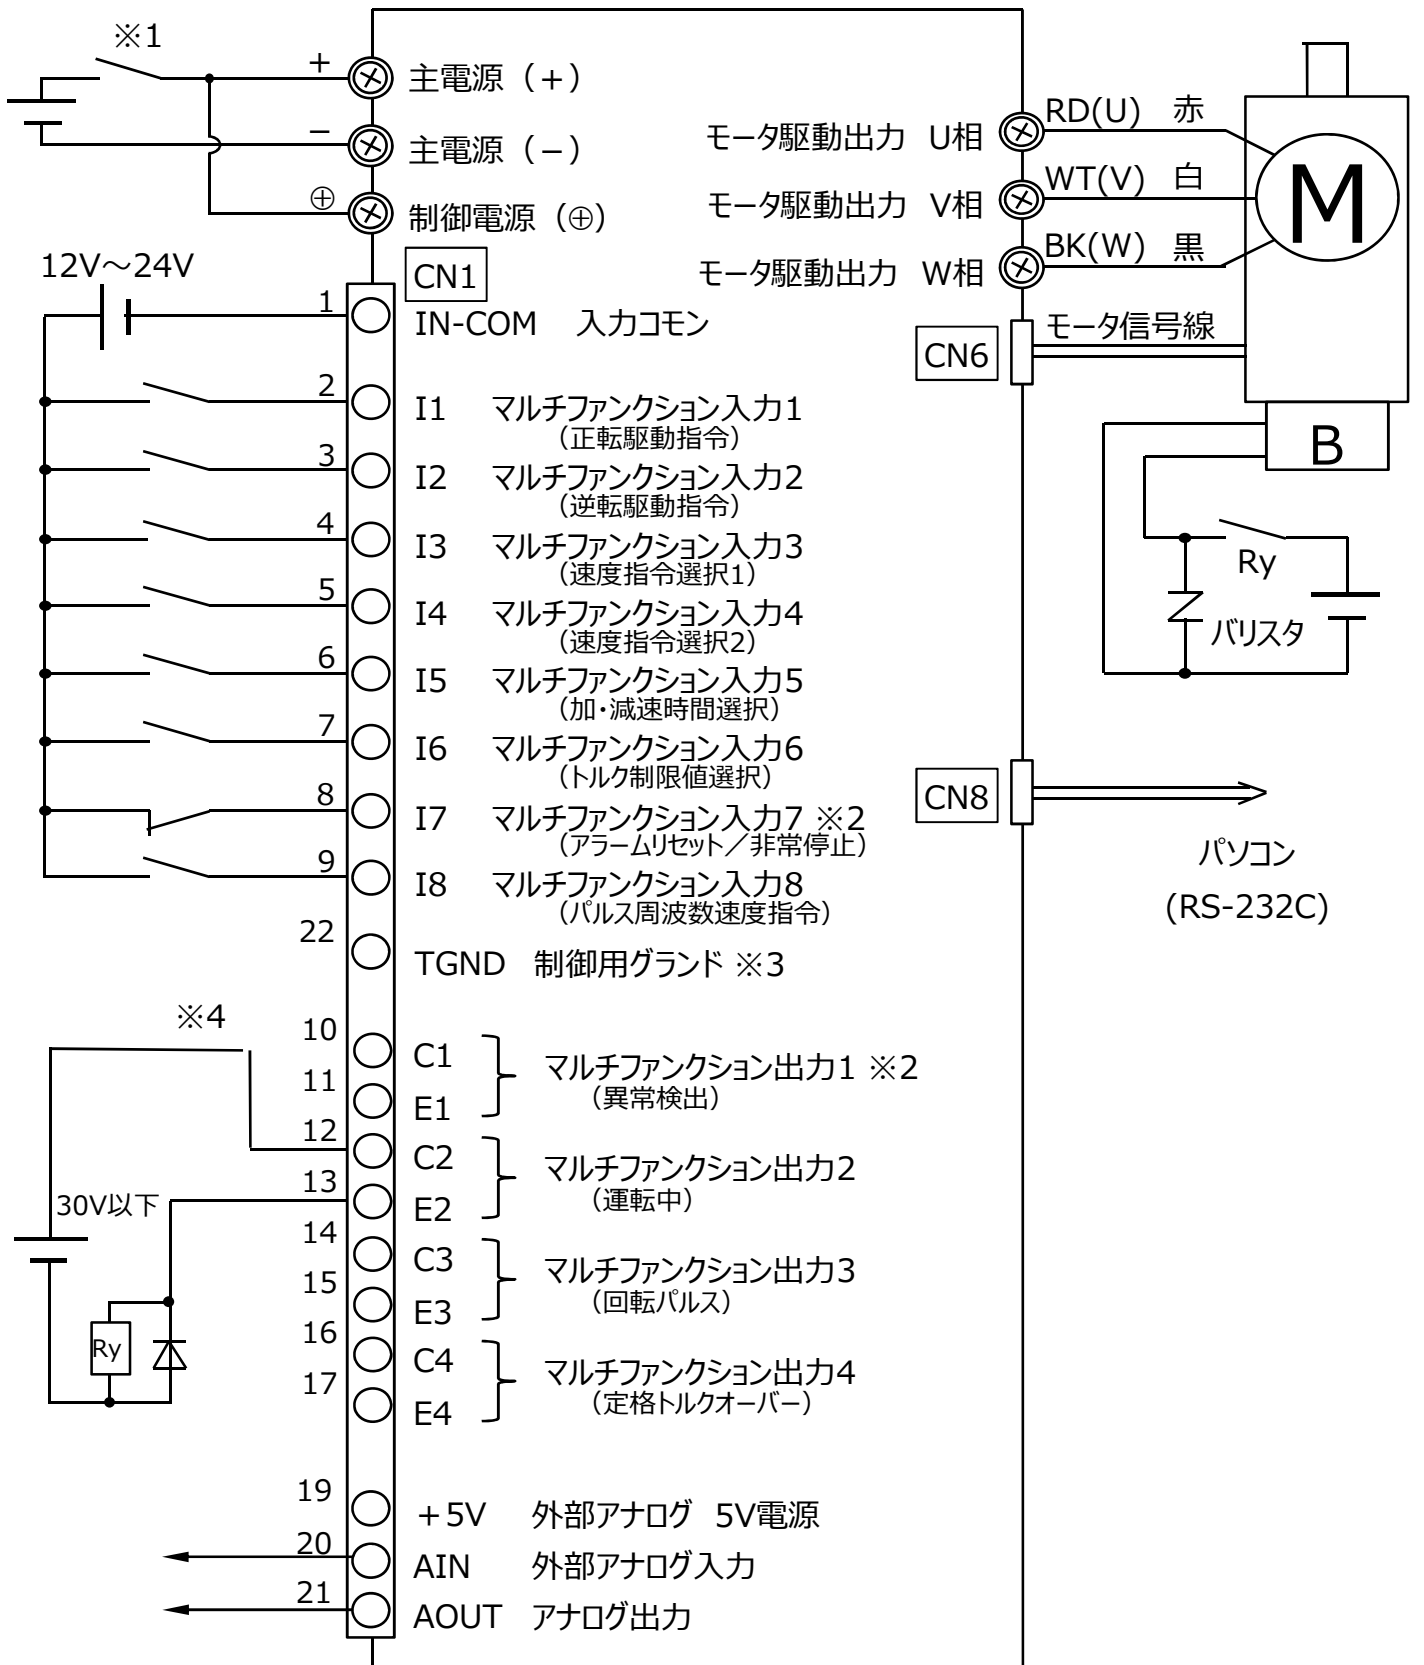 ※1
+ 主電源（+） 
− 主電源（−）
⊕ 制御電源（⊕）
モータ駆動出力 U相 RD(U) 赤
モータ駆動出力 V相 WT(V) 白
モータ駆動出力 W相 BK(W) 黒
M
12V～24V
CN1
1 IN-COM 入力コモン
CN6 モータ信号線
2 I1 マルチファンクション入力1
（正転駆動指令）
B
3 I2 マルチファンクション入力2
（逆転駆動指令）
4 I3 マルチファンクション入力3
（速度指令選択1）
Ry
5 I4 マルチファンクション入力4
（速度指令選択2）
バリスタ
6 I5 マルチファンクション入力5
（加・減速時間選択）
7 I6 マルチファンクション入力6
（トルク制限値選択）
CN8
8 I7 マルチファンクション入力7 ※2
（アラームリセット／非常停止）
パソコン
(RS-232C)
9 I8 マルチファンクション入力8
（パルス周波数速度指令）
22 TGND 制御用グランド ※3
※4
10 C1
11 E1
マルチファンクション出力1 ※2
（異常検出）
12 C2
13 E2
マルチファンクション出力2
（運転中）
30V以下
14 C3
15 E3
マルチファンクション出力3
（回転パルス）
Ry
16 C4
17 E4
マルチファンクション出力4
（定格トルクオーバー）
19 +5V 外部アナログ 5V電源
20 AIN 外部アナログ入力
21 AOUT アナログ出力